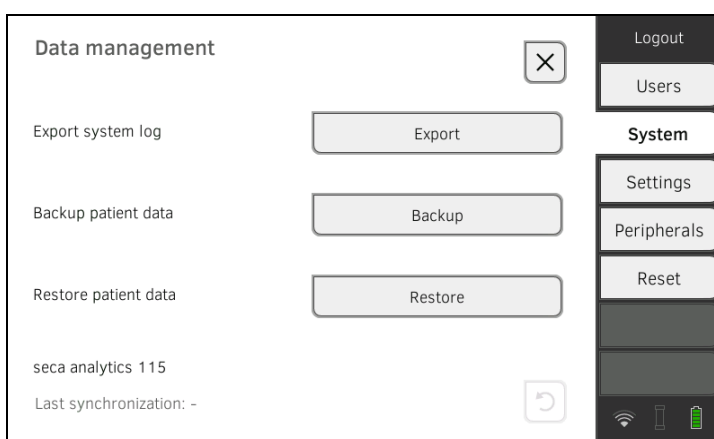 Data management
Export system log
Export
Backup patient data
Backup
Restore patient data
Restore
seca analytics 115
Last synchronization: -
Logout
Users
System
Settings
Peripherals
Reset